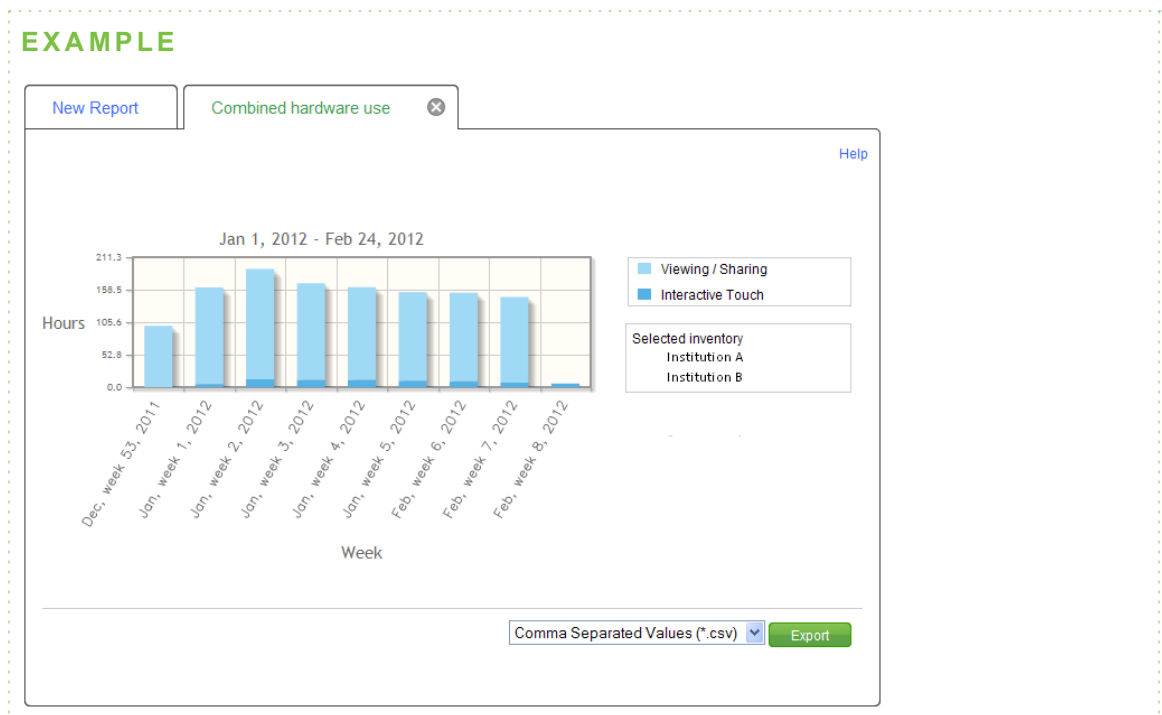 EXAMPLE
New Report
Combined hardware use
Help
Jan 1, 2012 - Feb 24, 2012
211.3
158.5
Hours
105.6
52.8
0.0
Dec, week 53, 2011
Jan, week 1, 2012
Jan, week 2, 2012
Jan, week 3, 2012
Jan, week 4, 2012
Jan, week 5, 2012
Feb, week 6, 2012
Feb, week 7, 2012
Feb, week 8, 2012
Week
Viewing / Sharing
Interactive Touch
Selected inventory
Institution A
Institution B
Comma Separated Values (*.csv)
Export